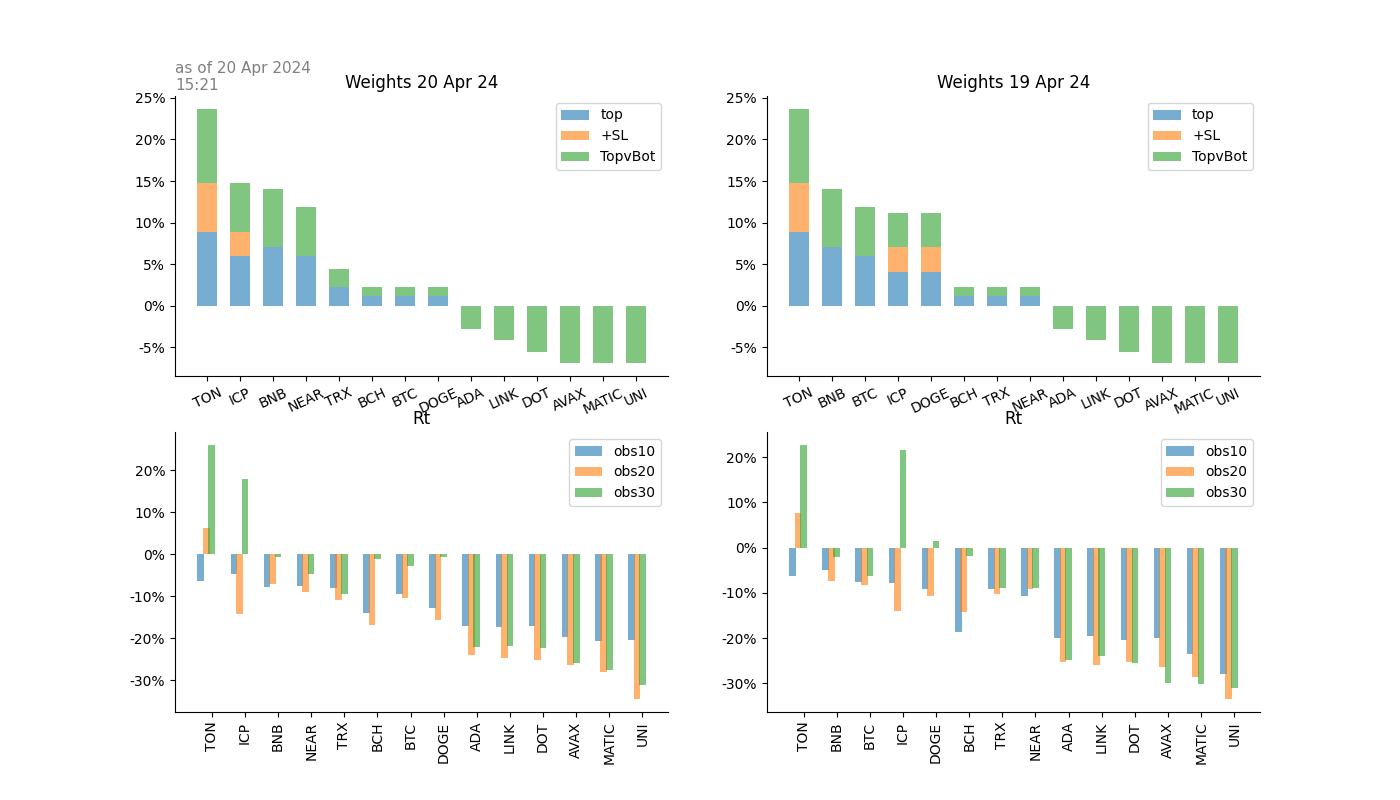 as of 20 Apr 2024
15:21
Weights 20 Apr 24
25%
20%
15%
10%
5%
0%
-5%
top
+SL
TopvBot
TON ICP BNB NEAR TRX BCH BTC DOGE ADA LINK DOT AVAX MATIC UNI
Weights 19 Apr 24
25%
20%
15%
10%
5%
0%
-5%
top
+SL
TopvBot
TON BNB BTC ICP DOGE BCH TRX NEAR ADA LINK DOT AVAX MATIC UNI
Rt
20%
10%
0%
-10%
-20%
-30%
obs10
obs20
obs30
TON ICP BNB NEAR TRX BCH BTC DOGE ADA LINK DOT AVAX MATIC UNI
Rt
20%
10%
0%
-10%
-20%
-30%
obs10
obs20
obs30
TON BNB BTC ICP DOGE BCH TRX NEAR ADA LINK DOT AVAX MATIC UNI